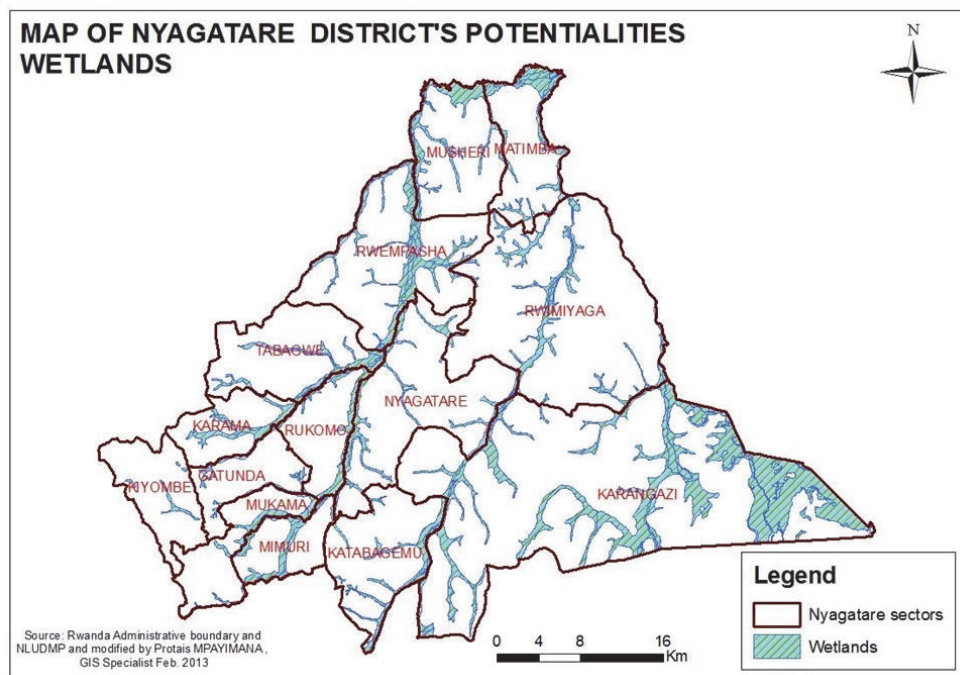 MAP OF NYAGATARE DISTRICT'S POTENTIALITIES
WETLANDS
N
MUSHERI
MATIMBA
RWEMPASHA
RWIMIYAGA
TABAGWE
NYAGATARE
KARAMA
RUKOMO
GATUNDA
KIYOMBE
KARANGAZI
MUKAMA
MIMURI
KATABAGEMU
Legend
Nyagatare sectors
Wetlands
Source: Rwanda Administrative boundary and
NLUDMP and modified by Protais MPAYIMANA,
GIS Specialist Feb. 2013
0 4 8 16
Km